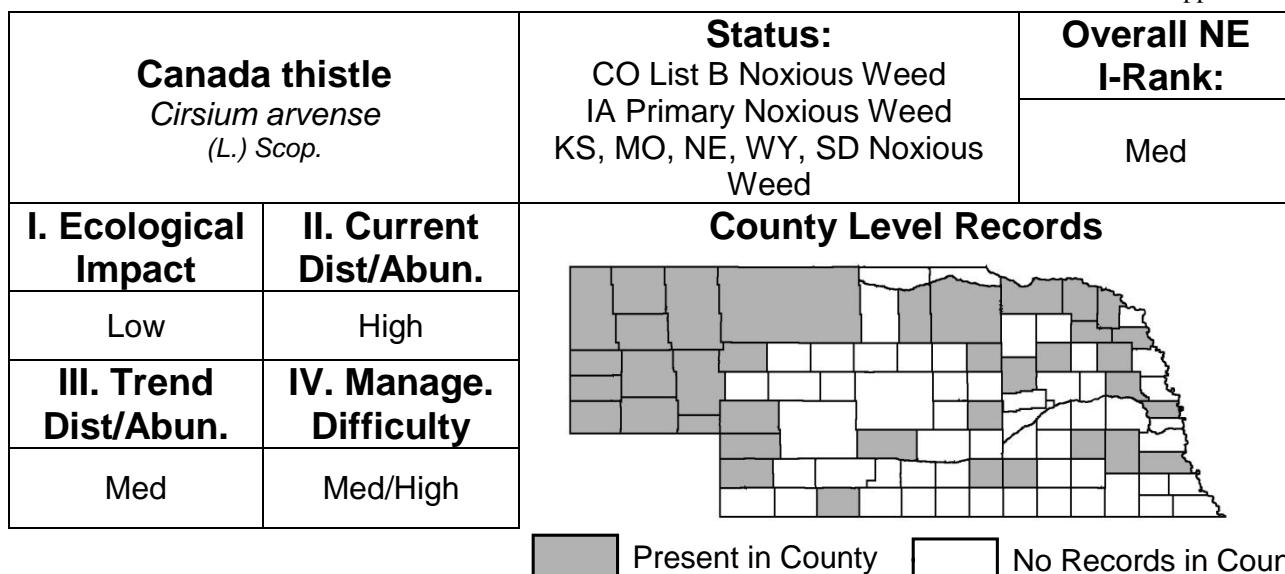 Canada thistle
Cirsium arvense
(L.) Scop.
Status:
CO List B Noxious Weed
IA Primary Noxious Weed
KS, MO, NE, WY, SD Noxious
Weed
Overall NE
I-Rank:
Med
I. Ecological
Impact
II. Current
Dist/Abun.
Low
High
III. Trend
Dist/Abun.
IV. Manage.
Difficulty
Med
Med/High
County Level Records
Present in County
No Records in Coun